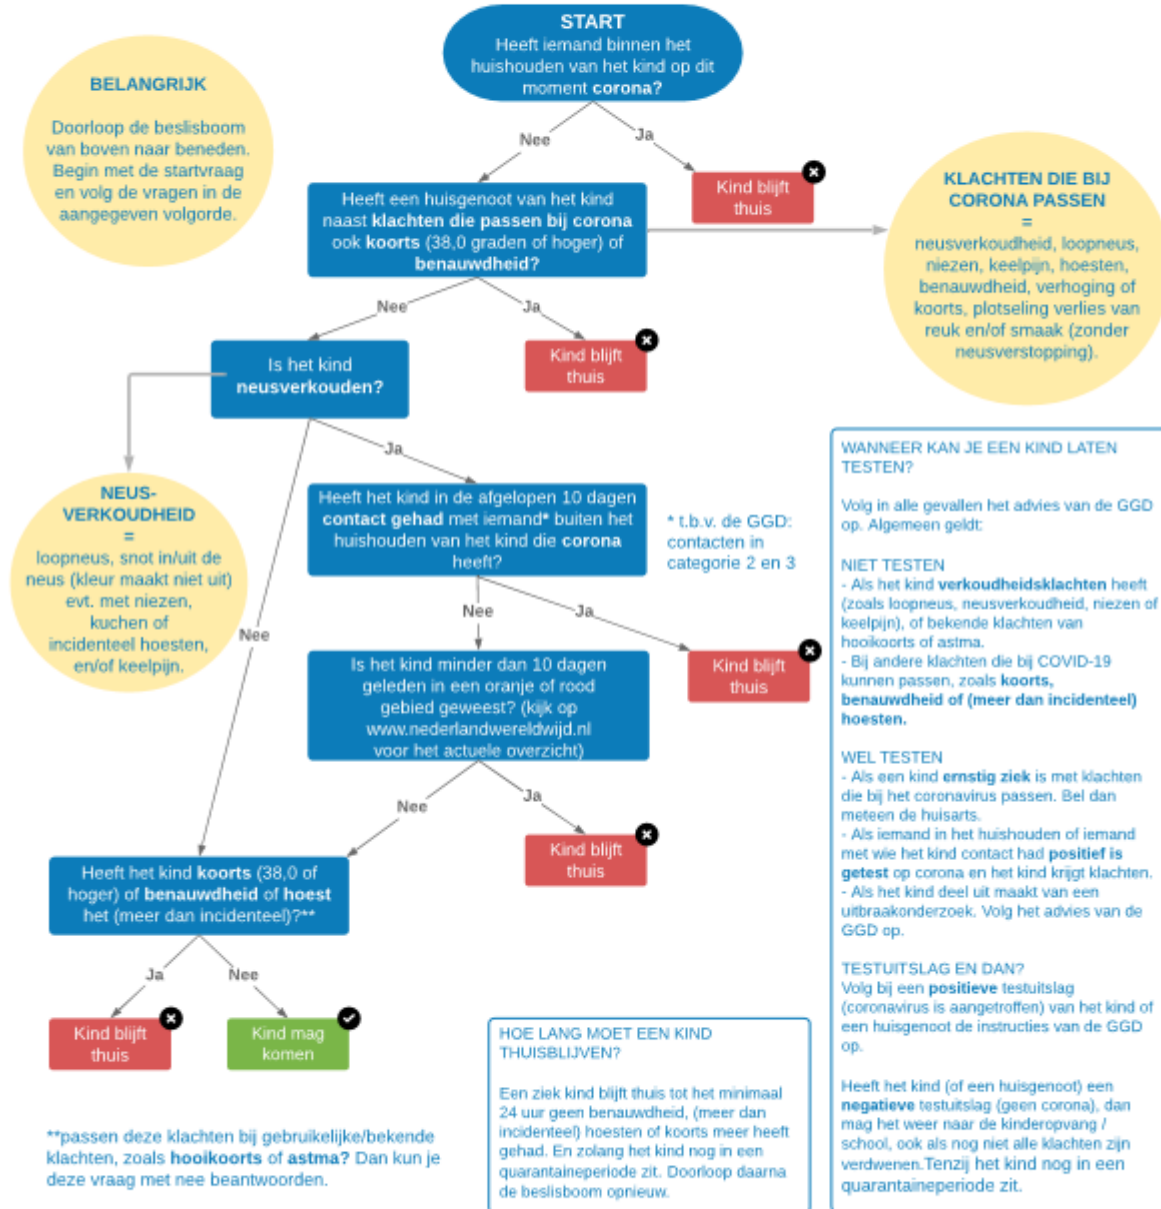 START
Heeft iemand binnen het
huishouden van het kind op dit
moment corona?
BELANGRIJK
Doorloop de beslisboom
van boven naar beneden.
Begin met de startvraag
en volg de vragen in de
aangegeven volgorde.
Nee
Ja
Kind blijft
thuis
Heeft een huisgenoot van het kind
naast klachten die passen bij corona
ook koorts (38,0 graden of hoger) of
benauwdheid?
KLACHTEN DIE BIJ
CORONA PASSEN
=
neusverkoudheid, loopneus,
niezen, keelpijn, hoesten,
benauwdheid, verhoging of
koorts, plotseling verlies van
reuk en/of smaak (zonder
neusverstopping).
Nee
Ja
Kind blijft
thuis
Is het kind
neusverkouden?
NEUS-
VERKOUDHEID
=
loopneus, snot in/uit de
neus (kleur maakt niet uit)
evt. met niezen,
kuchen of
incidenteel hoesten,
en/of keelpijn.
Nee
Ja
Heeft het kind in de afgelopen 10 dagen
contact gehad met iemand* buiten het
huishouden van het kind die corona
heeft?
* t.b.v. de GGD:
contacten in
categorie 2 en 3
Nee
Ja
Kind blijft
thuis
Is het kind minder dan 10 dagen
geleden in een oranje of rood
gebied geweest? (kijk op
www.nederlandwereldwijd.nl
voor het actuele overzicht)
Nee
Ja
Kind blijft
thuis
Heeft het kind koorts (38,0 of
hoger) of benauwdheid of hoest
het (meer dan incidenteel)?**
Ja
Nee
Kind blijft
thuis
Kind mag
komen
**passen deze klachten bij gebruikelijke/bekende
klachten, zoals hooikoorts of astma? Dan kun je
deze vraag met nee beantwoorden.
HOE LANG MOET EEN KIND
THUISBLIJVEN?
Een ziek kind blijft thuis tot het minimaal
24 uur geen benauwdheid, (meer dan
incidenteel) hoesten of koorts meer heeft
gehad. En zolang het kind nog in een
quarantaineperiode zit. Doorloop daarna
de beslisboom opnieuw.
WANNEER KAN JE EEN KIND LATEN
TESTEN?
Volg in alle gevallen het advies van de GGD
op. Algemeen geldt:
NIET TESTEN
- Als het kind verkoudheidsklachten heeft
(zoals loopneus, neusverkoudheid, niezen of
keelpijn), of bekende klachten van
hooikoorts of astma.
- Bij andere klachten die bij COVID-19
kunnen passen, zoals koorts,
benauwdheid of (meer dan incidenteel)
hoesten.
WEL TESTEN
- Als een kind ernstig ziek is met klachten
die bij het coronavirus passen. Bel dan
meteen de huisarts.
- Als iemand in het huishouden of iemand
met wie het kind contact had positief is
getest op corona en het kind krijgt klachten.
- Als het kind deel uit maakt van een
uitbraakonderzoek. Volg het advies van de
GGD op.
TESTUITSLAG EN DAN?
Volg bij een positieve testuitslag
(coronavirus is aangetroffen) van het kind of
een huisgenoot de instructies van de GGD
op.
Heeft het kind (of een huisgenoot) een
negatieve testuitslag (geen corona), dan
mag het weer naar de kinderopvang /
school, ook als nog niet alle klachten zijn
verdwenen.Tenzij het kind nog in een
quarantaineperiode zit.